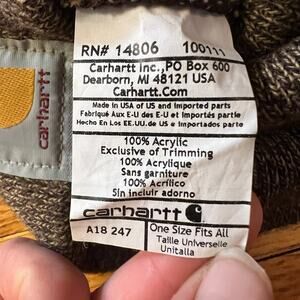 carhartt
RN# 14806 100111
Carhartt Inc.,PO Box 600
Dearborn, MI 48121 USA
Carhartt.Com
Made in USA of US and imported parts
Fabriqué Aux E-U des E-U et importés parts
Hecho En Los EE.UU.de US e importados parte
100% Acrylic
Exclusive of Trimming
100% Acrylique
Sans garniture
100% Acrílico
Sin incluir adorno
carhartt
A18 247
One Size Fits All
Taille Universelle
Unitalla